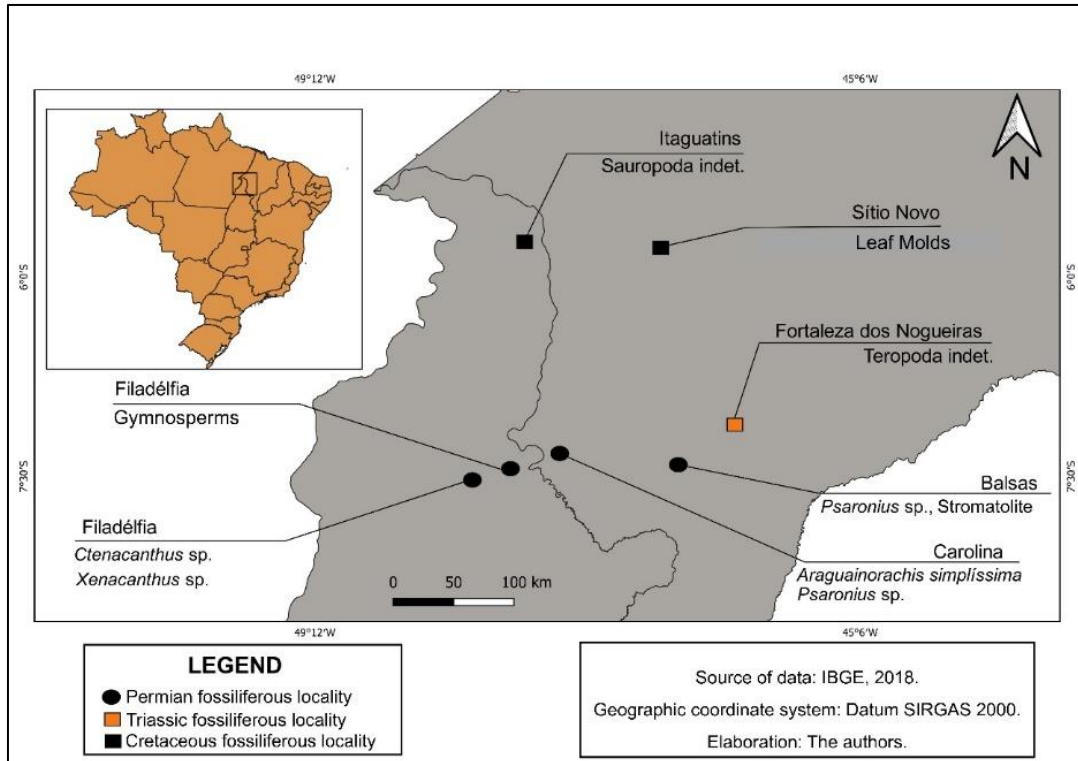 49°12'W
45°6'W
N
Itaguatins
Sauropoda indet.
Sítio Novo
Leaf Molds
6°0'S
6°0'S
Fortaleza dos Nogueiras
Teropoda indet.
Filadélfia
Gymnosperms
7°30'S
7°30'S
Balsas
Psaronius sp., Stromatolite
Filadélfia
Ctenacanthus sp.
Xenacanthus sp.
Carolina
Araguainorachis simplíssima
Psaronius sp.
0 50 100 km
49°12'W
45°6'W
LEGEND
Permian fossiliferous locality
Triassic fossiliferous locality
Cretaceous fossiliferous locality
Source of data: IBGE, 2018.
Geographic coordinate system: Datum SIRGAS 2000.
Elaboration: The authors.